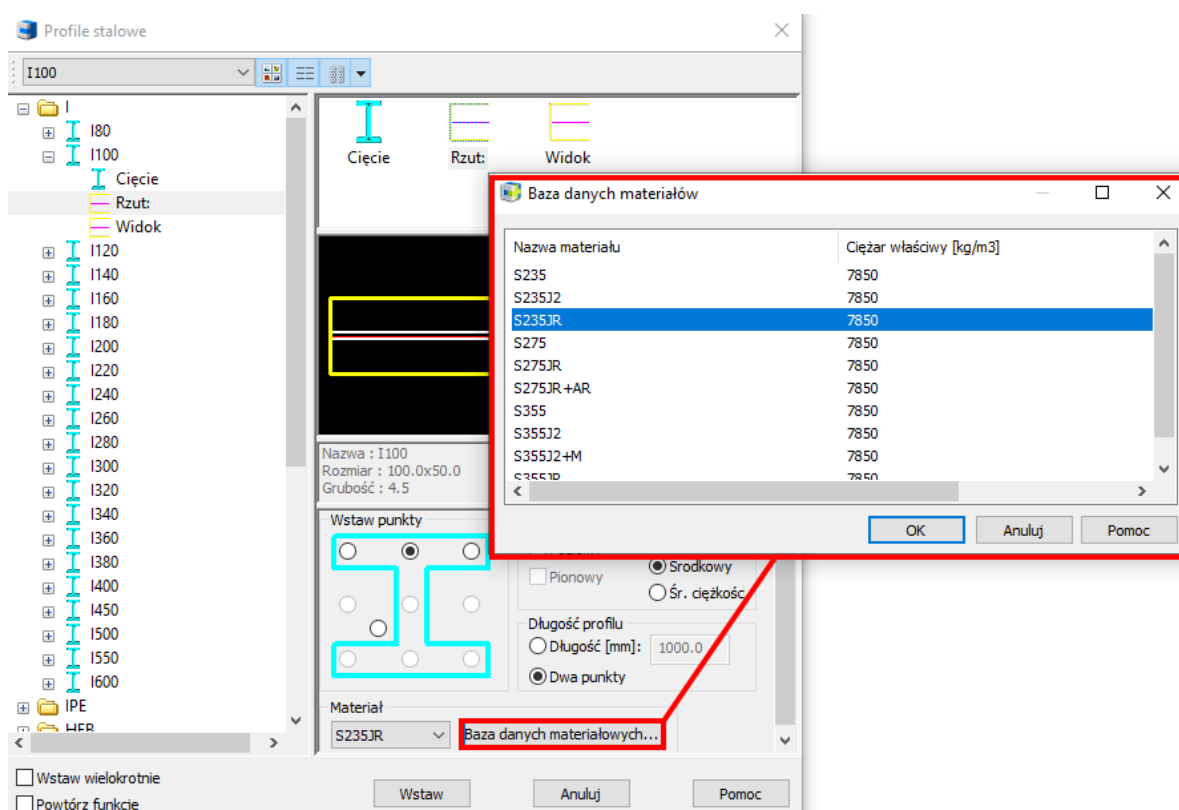 Profile stalowe
I100
I
I80
I100
Cięcie
Rzut:
Widok
I120
I140
I160
I180
I200
I220
I240
I260
I280
I300
I320
I340
I360
I380
I400
I450
I500
I550
I600
IPE
HEB
Cięcie Rzut: Widok
Nazwa : I100
Rozmiar : 100.0x50.0
Grubość : 4.5
Wstaw punkty
Pionowy
Srodkowy
Śr. ciężkośc
Długość profilu
Długość [mm]: 1000.0
Dwa punkty
Materiał
S235JR Baza danych materiałowych...
Wstaw wielokrotnie
Powtórz funkcję
Wstaw Anuluj Pomoc
Baza danych materiałów
Nazwa materiału Ciężar właściwy [kg/m3]
S235 7850
S235J2 7850
S235JR 7850
S275 7850
S275JR 7850
S275JR+AR 7850
S355 7850
S355J2 7850
S355J2+M 7850
S355JR 7850
OK Anuluj Pomoc